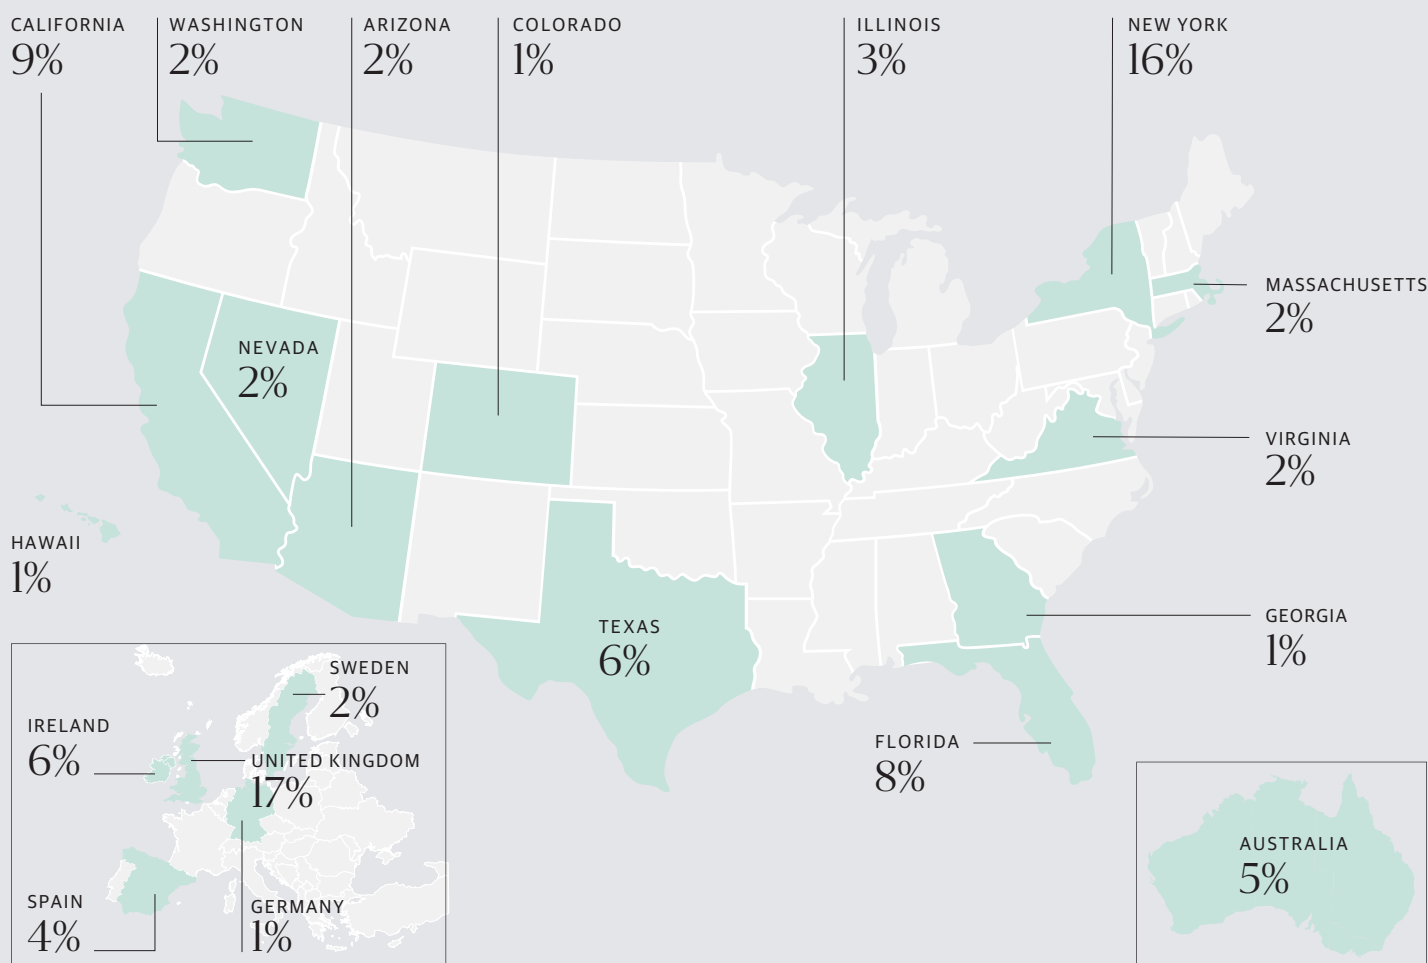 CALIFORNIA
9%
WASHINGTON
2%
ARIZONA
2%
COLORADO
1%
ILLINOIS
3%
NEW YORK
16%
MASSACHUSETTS
2%
NEVADA
2%
VIRGINIA
2%
HAWAII
1%
TEXAS
6%
GEORGIA
1%
FLORIDA
8%
SWEDEN
2%
IRELAND
6%
UNITED KINGDOM
17%
SPAIN
4%
GERMANY
1%
AUSTRALIA
5%